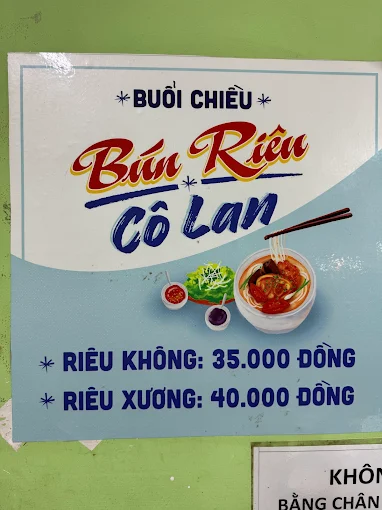 * BUỔI CHIỀU *
Bún Riêu
* Cô Lan
* RIÊU KHÔNG: 35.000 ĐỒNG
* RIÊU XƯƠNG: 40.000 ĐỒNG
BẰNG CHÂN